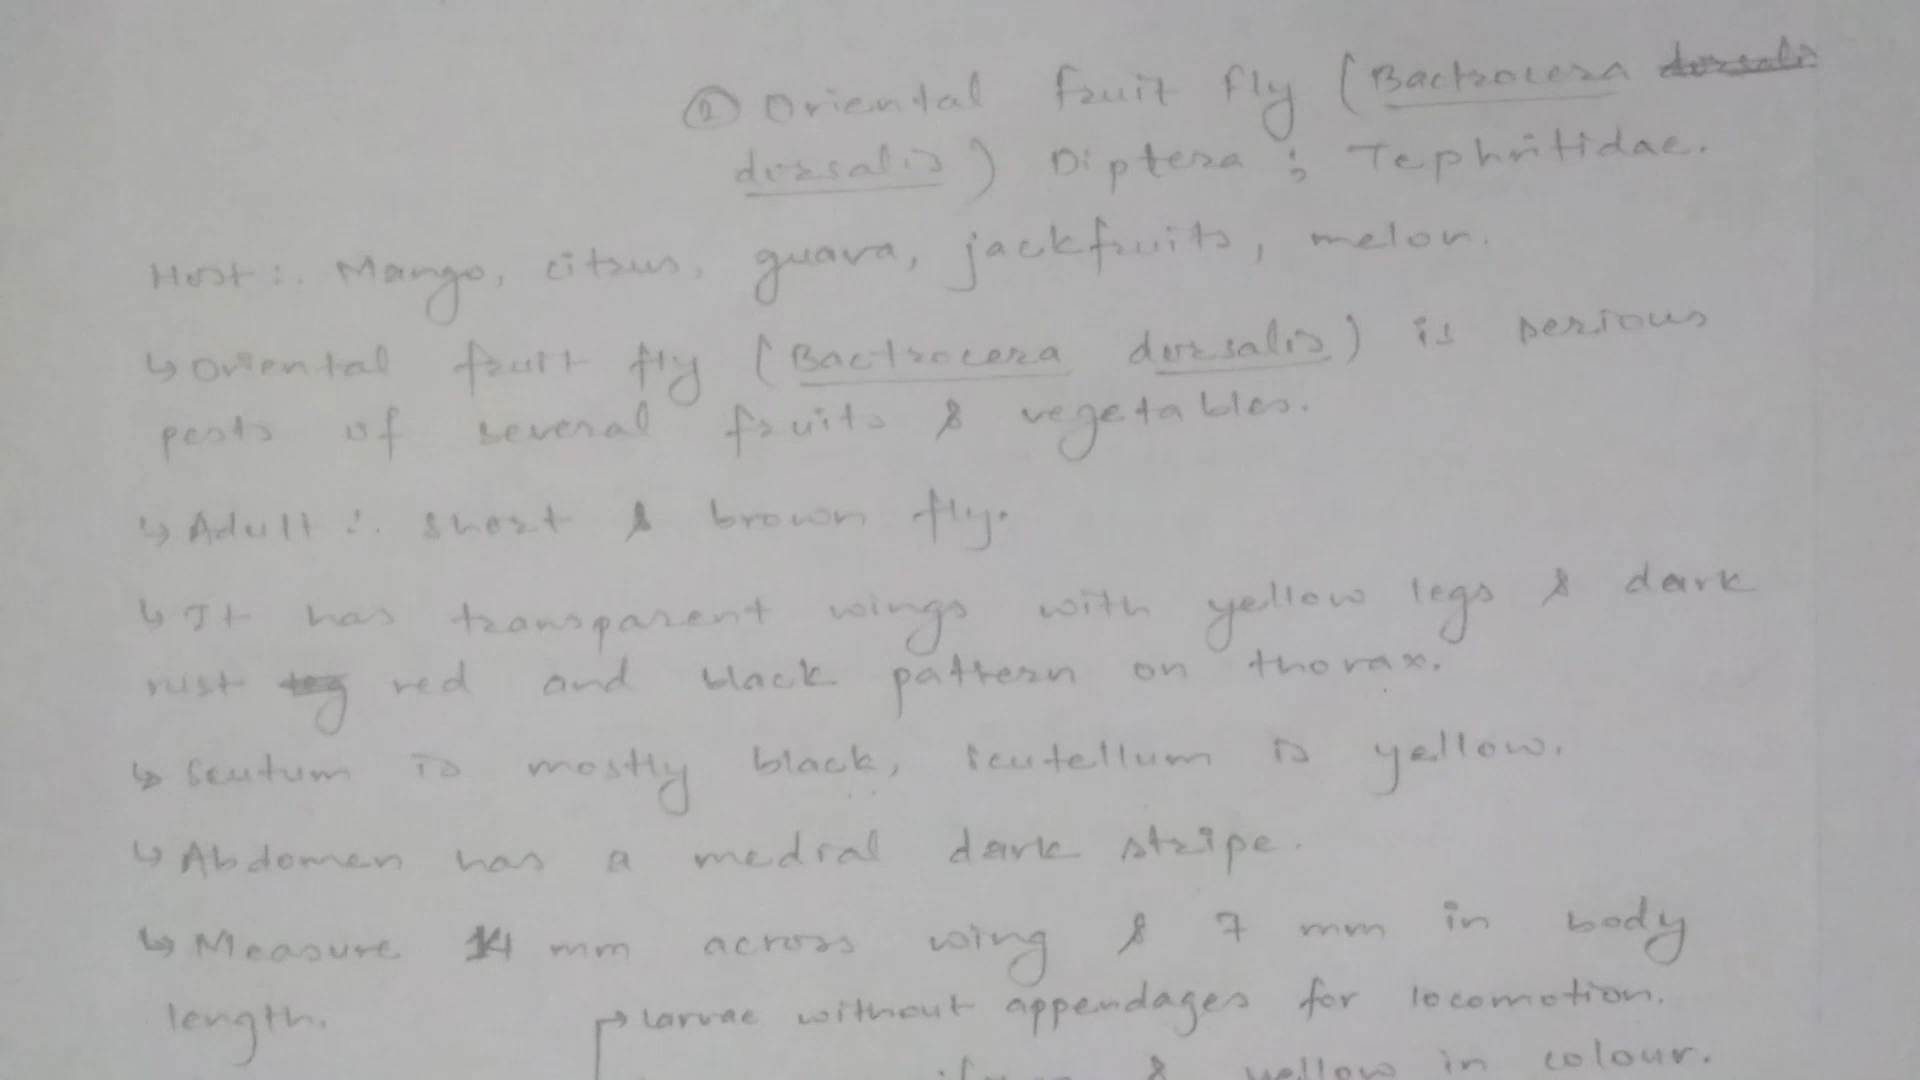 ② Oriental fruit fly (Bactrocera dorsalis
dorsalis) Diptera ; Tephritidae.
Host :. Mango, citrus, guava, jackfruits, melon.
↳ Oriental fruit fly (Bactrocera dorsalis) is serious
pests of several fruits & vegetables.
↳ Adult :. short & brown fly.
↳ It has transparent wings with yellow legs & dark
rust red and black pattern on thorax.
↳ Scutum is mostly black, scutellum is yellow.
↳ Abdomen has a medial dark stripe.
↳ Measure 14 mm across wing & 7 mm in body
length.
↳ larvae without appendages for locomotion.
& yellow in colour.